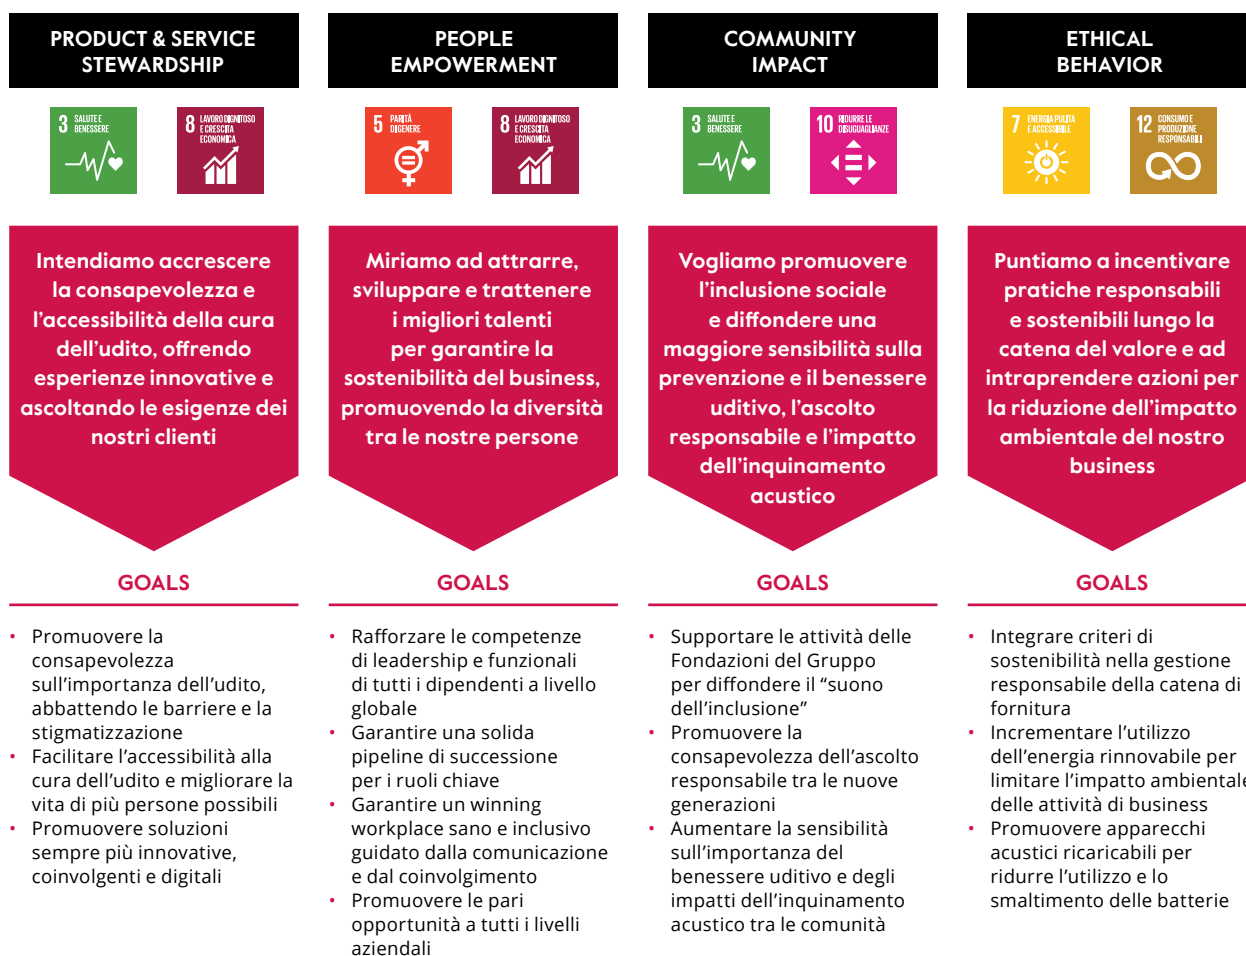 PRODUCT & SERVICE
STEWARDSHIP
3 SALUTE E
BENESSERE
8 LAVORO DIGNITOSO
E CRESCITA
ECONOMICA
Intendiamo accrescere
la consapevolezza e
l’accessibilità della cura
dell’udito, offrendo
esperienze innovative e
ascoltando le esigenze dei
nostri clienti
GOALS
• Promuovere la
consapevolezza
sull’importanza dell’udito,
abbattendo le barriere e la
stigmatizzazione
• Facilitare l’accessibilità alla
cura dell’udito e migliorare la
vita di più persone possibili
• Promuovere soluzioni
sempre più innovative,
coinvolgenti e digitali
PEOPLE
EMPOWERMENT
5 PARITÀ
DI GENERE
8 LAVORO DIGNITOSO
E CRESCITA
ECONOMICA
Miriamo ad attrarre,
sviluppare e trattenere
i migliori talenti
per garantire la
sostenibilità del business,
promuovendo la diversità
tra le nostre persone
GOALS
• Rafforzare le competenze
di leadership e funzionali
di tutti i dipendenti a livello
globale
• Garantire una solida
pipeline di successione
per i ruoli chiave
• Garantire un winning
workplace sano e inclusivo
guidato dalla comunicazione
e dal coinvolgimento
• Promuovere le pari
opportunità a tutti i livelli
aziendali
COMMUNITY
IMPACT
3 SALUTE E
BENESSERE
10 RIDURRE LE
DISUGUAGLIANZE
Vogliamo promuovere
l’inclusione sociale
e diffondere una
maggiore sensibilità sulla
prevenzione e il benessere
uditivo, l’ascolto
responsabile e l’impatto
dell’inquinamento
acustico
GOALS
• Supportare le attività delle
Fondazioni del Gruppo
per diffondere il “suono
dell’inclusione”
• Promuovere la
consapevolezza dell’ascolto
responsabile tra le nuove
generazioni
• Aumentare la sensibilità
sull’importanza del
benessere uditivo e degli
impatti dell’inquinamento
acustico tra le comunità
ETHICAL
BEHAVIOR
7 ENERGIA PULITA
E ACCESSIBILE
12 CONSUMO E
PRODUZIONE
RESPONSABILI
Puntiamo a incentivare
pratiche responsabili
e sostenibili lungo la
catena del valore e ad
intraprendere azioni per
la riduzione dell’impatto
ambientale del nostro
business
GOALS
• Integrare criteri di
sostenibilità nella gestione
responsabile della catena di
fornitura
• Incrementare l’utilizzo
dell’energia rinnovabile per
limitare l’impatto ambientale
delle attività di business
• Promuovere apparecchi
acustici ricaricabili per
ridurre l’utilizzo e lo
smaltimento delle batterie